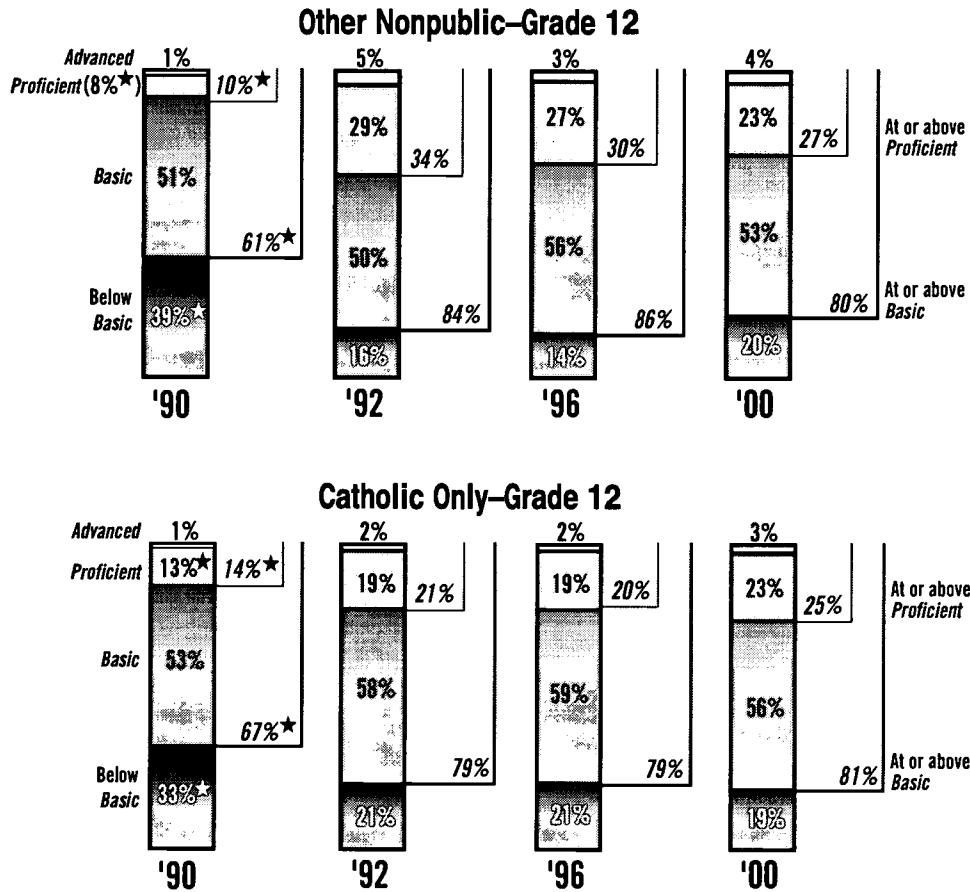 Other Nonpublic–Grade 12
Advanced 1% 5% 3% 4%
Proficient (8%★) 10%★
29% 27% 23% At or above
34% 30% 27% Proficient
Basic 51%
61%★ 50% 56% 53%
Below 84% 86% 80% At or above
Basic 39%★ Basic
16% 14% 20%
'90 '92 '96 '00
Catholic Only–Grade 12
Advanced 1% 2% 2% 3%
Proficient 13%★ 14%★ 19% 21% 19% 20% 23% 25% At or above
Proficient
Basic 53% 58% 59% 56%
67%★ 79% 79% 81% At or above
Basic
Below
Basic 33%★ 21% 21% 19%
'90 '92 '96 '00